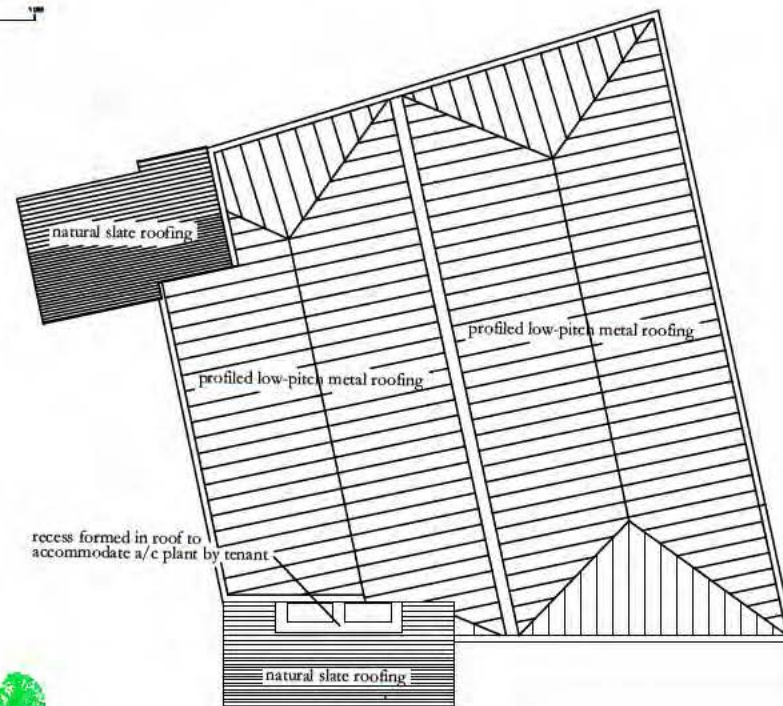 natural slate roofing
profiled low-pitch metal roofing
profiled low-pitch metal roofing
recess formed in roof to
accommodate a/c plant by tenant
natural slate roofing